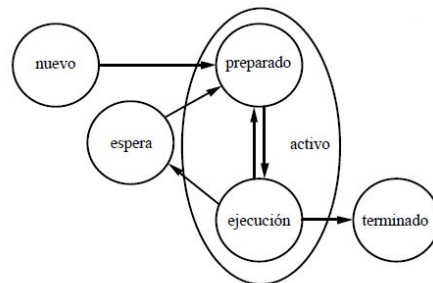 nuevo
preparado
espera
activo
ejecución
terminado